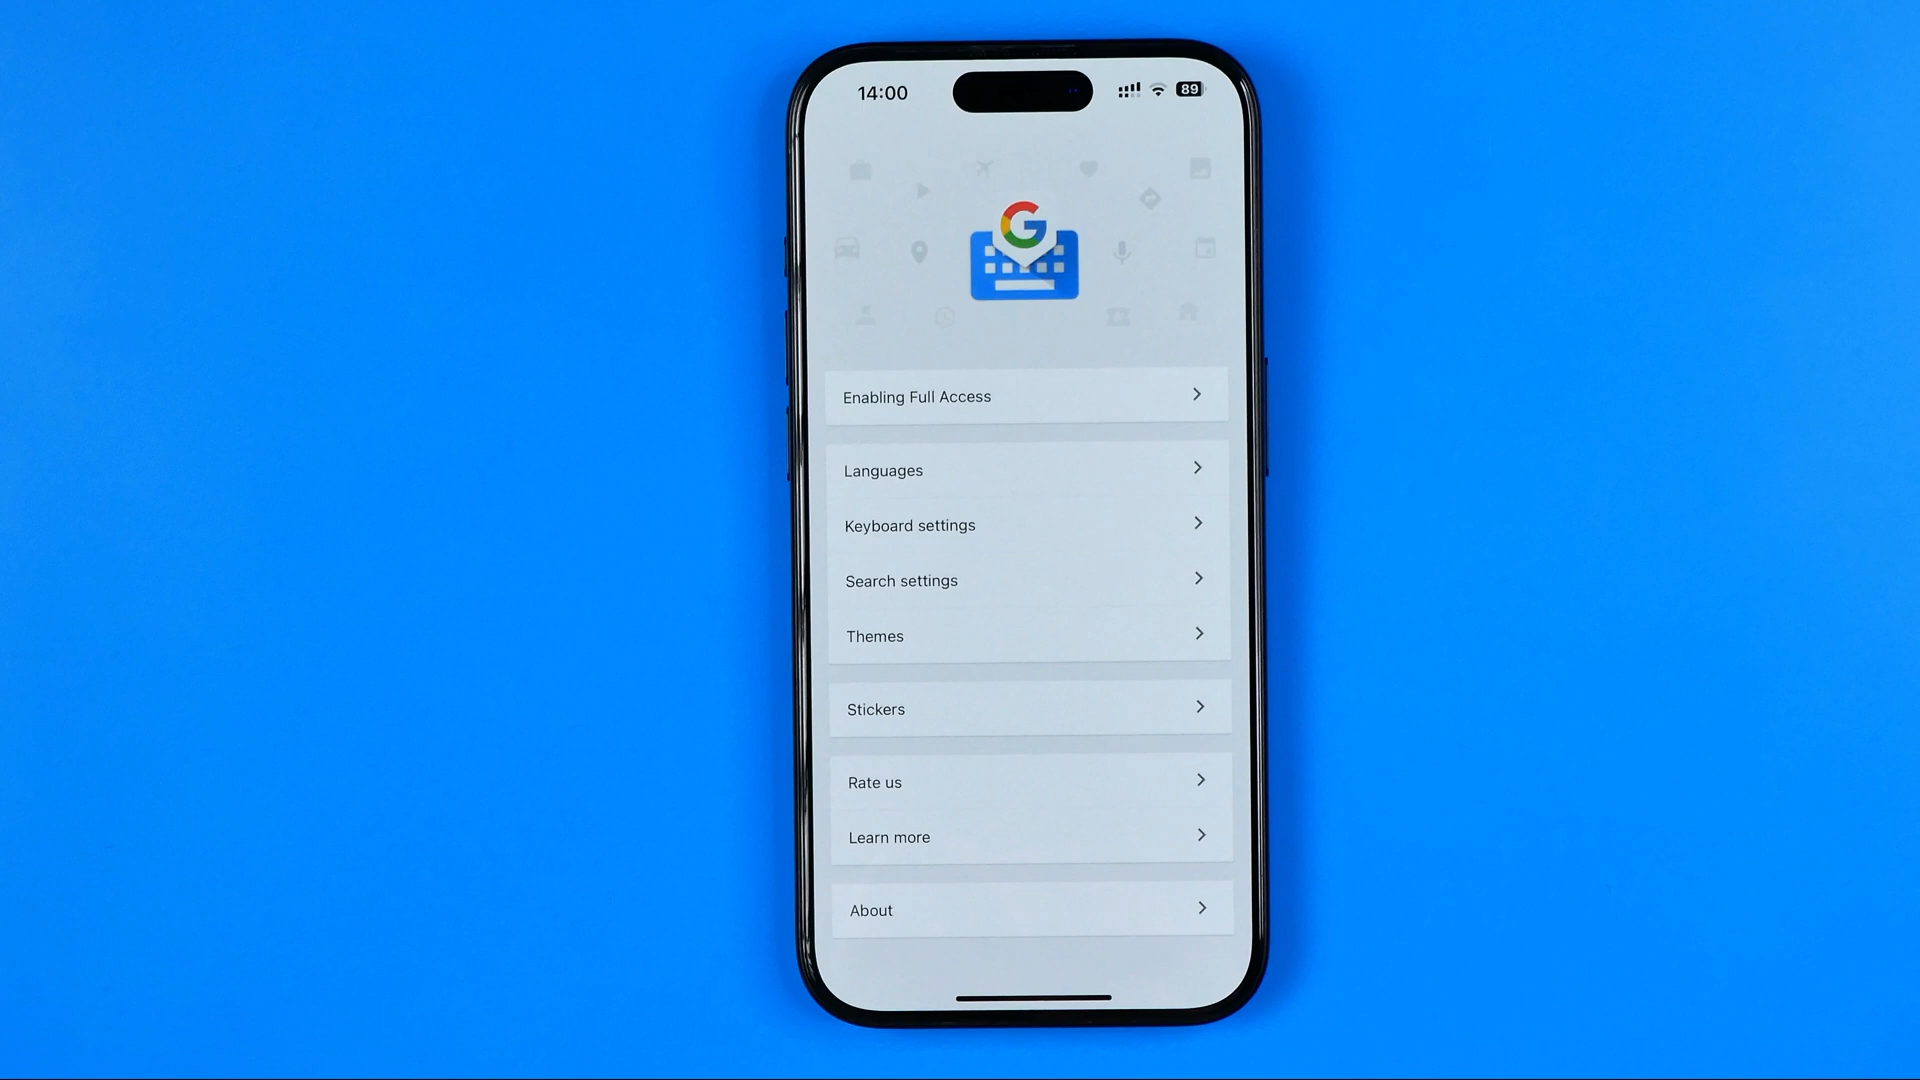 14:00
89
G
Enabling Full Access
Languages
Keyboard settings
Search settings
Themes
Stickers
Rate us
Learn more
About